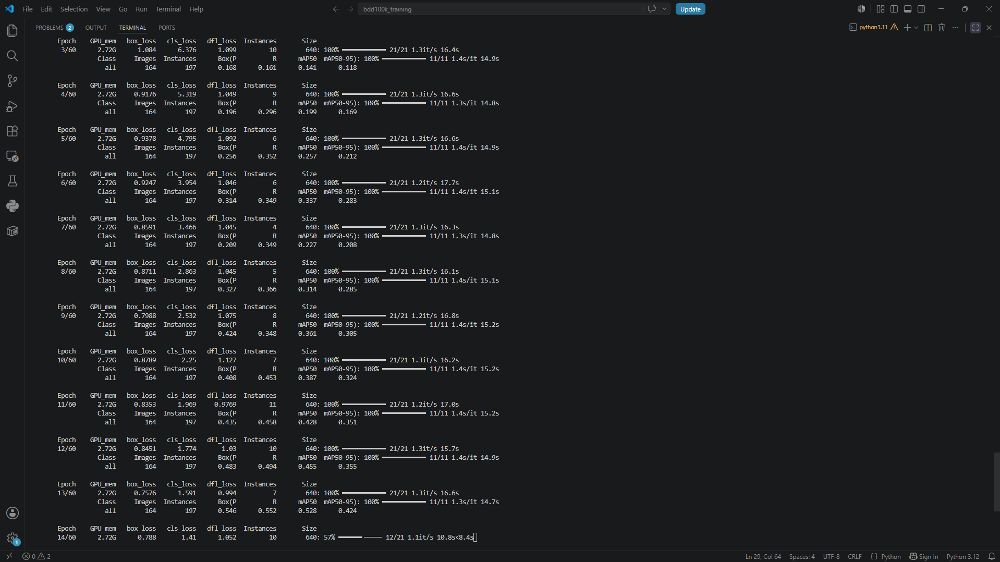 File Edit Selection View Go Run Terminal Help bdd100k_training Update
PROBLEMS 2 OUTPUT TERMINAL PORTS python3.11
Epoch GPU_mem box_loss cls_loss dfl_loss Instances Size
3/60 2.72G 1.084 6.376 1.099 10 640: 100% 21/21 1.3it/s 16.4s
Class Images Instances Box(P R mAP50 mAP50-95): 100% 11/11 1.4s/it 14.9s
all 164 197 0.168 0.161 0.141 0.118
Epoch GPU_mem box_loss cls_loss dfl_loss Instances Size
4/60 2.72G 0.9176 5.319 1.049 9 640: 100% 21/21 1.3it/s 16.6s
Class Images Instances Box(P R mAP50 mAP50-95): 100% 11/11 1.3s/it 14.8s
all 164 197 0.196 0.296 0.199 0.169
Epoch GPU_mem box_loss cls_loss dfl_loss Instances Size
5/60 2.72G 0.9378 4.795 1.092 6 640: 100% 21/21 1.3it/s 16.6s
Class Images Instances Box(P R mAP50 mAP50-95): 100% 11/11 1.4s/it 14.9s
all 164 197 0.256 0.352 0.257 0.212
Epoch GPU_mem box_loss cls_loss dfl_loss Instances Size
6/60 2.72G 0.9247 3.954 1.046 6 640: 100% 21/21 1.2it/s 17.7s
Class Images Instances Box(P R mAP50 mAP50-95): 100% 11/11 1.4s/it 15.1s
all 164 197 0.314 0.349 0.337 0.283
Epoch GPU_mem box_loss cls_loss dfl_loss Instances Size
7/60 2.72G 0.8591 3.466 1.045 4 640: 100% 21/21 1.3it/s 16.3s
Class Images Instances Box(P R mAP50 mAP50-95): 100% 11/11 1.3s/it 14.8s
all 164 197 0.209 0.349 0.227 0.208
Epoch GPU_mem box_loss cls_loss dfl_loss Instances Size
8/60 2.72G 0.8711 2.863 1.045 5 640: 100% 21/21 1.3it/s 16.1s
Class Images Instances Box(P R mAP50 mAP50-95): 100% 11/11 1.4s/it 15.1s
all 164 197 0.327 0.366 0.314 0.285
Epoch GPU_mem box_loss cls_loss dfl_loss Instances Size
9/60 2.72G 0.7988 2.532 1.075 8 640: 100% 21/21 1.2it/s 16.8s
Class Images Instances Box(P R mAP50 mAP50-95): 100% 11/11 1.4s/it 15.2s
all 164 197 0.424 0.348 0.361 0.305
Epoch GPU_mem box_loss cls_loss dfl_loss Instances Size
10/60 2.72G 0.8789 2.25 1.127 7 640: 100% 21/21 1.3it/s 16.2s
Class Images Instances Box(P R mAP50 mAP50-95): 100% 11/11 1.4s/it 15.2s
all 164 197 0.408 0.453 0.387 0.324
Epoch GPU_mem box_loss cls_loss dfl_loss Instances Size
11/60 2.72G 0.8353 1.969 0.9769 11 640: 100% 21/21 1.2it/s 17.0s
Class Images Instances Box(P R mAP50 mAP50-95): 100% 11/11 1.4s/it 15.2s
all 164 197 0.435 0.458 0.428 0.351
Epoch GPU_mem box_loss cls_loss dfl_loss Instances Size
12/60 2.72G 0.8451 1.774 1.03 10 640: 100% 21/21 1.3it/s 15.7s
Class Images Instances Box(P R mAP50 mAP50-95): 100% 11/11 1.4s/it 14.9s
all 164 197 0.483 0.494 0.455 0.355
Epoch GPU_mem box_loss cls_loss dfl_loss Instances Size
13/60 2.72G 0.7576 1.591 0.994 7 640: 100% 21/21 1.3it/s 16.6s
Class Images Instances Box(P R mAP50 mAP50-95): 100% 11/11 1.3s/it 14.7s
all 164 197 0.546 0.552 0.528 0.424
Epoch GPU_mem box_loss cls_loss dfl_loss Instances Size
14/60 2.72G 0.788 1.41 1.052 10 640: 57% 12/21 1.1it/s 10.8s<8.4s
1
0 2 Ln 29, Col 64 Spaces: 4 UTF-8 CRLF { } Python Sign In Python 3.12